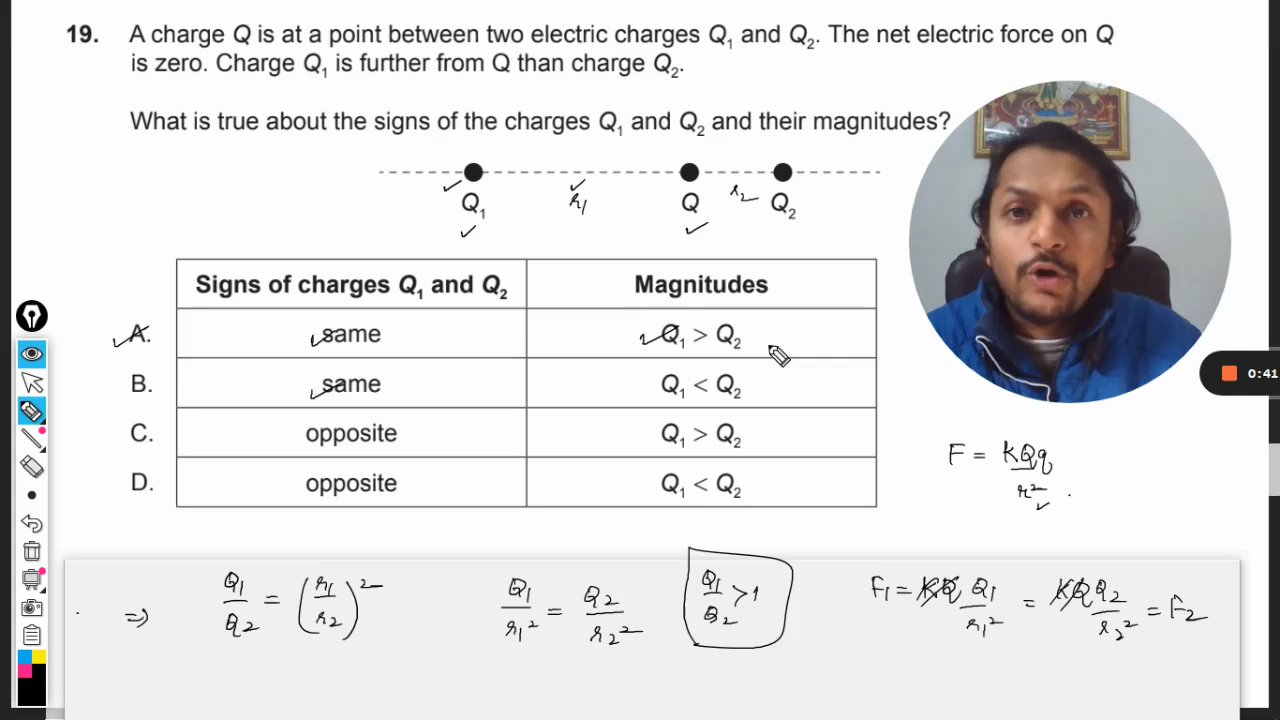 19. A charge Q is at a point between two electric charges Q₁ and Q₂. The net electric force on Q
is zero. Charge Q₁ is further from Q than charge Q₂.
What is true about the signs of the charges Q₁ and Q₂ and their magnitudes?
r₁ r₂
Q₁ Q Q₂
Signs of charges Q₁ and Q₂ Magnitudes
A. same Q₁ > Q₂
B. same Q₁ < Q₂
C. opposite Q₁ > Q₂
D. opposite Q₁ < Q₂
0:41
F = KQq/r²
⇒ Q₁/Q₂ = (r₁/r₂)² Q₁/r₁² = Q₂/r₂² Q₁/Q₂ > 1 F₁ = KQ Q₁/r₁² = KQ Q₂/r₂² = F₂